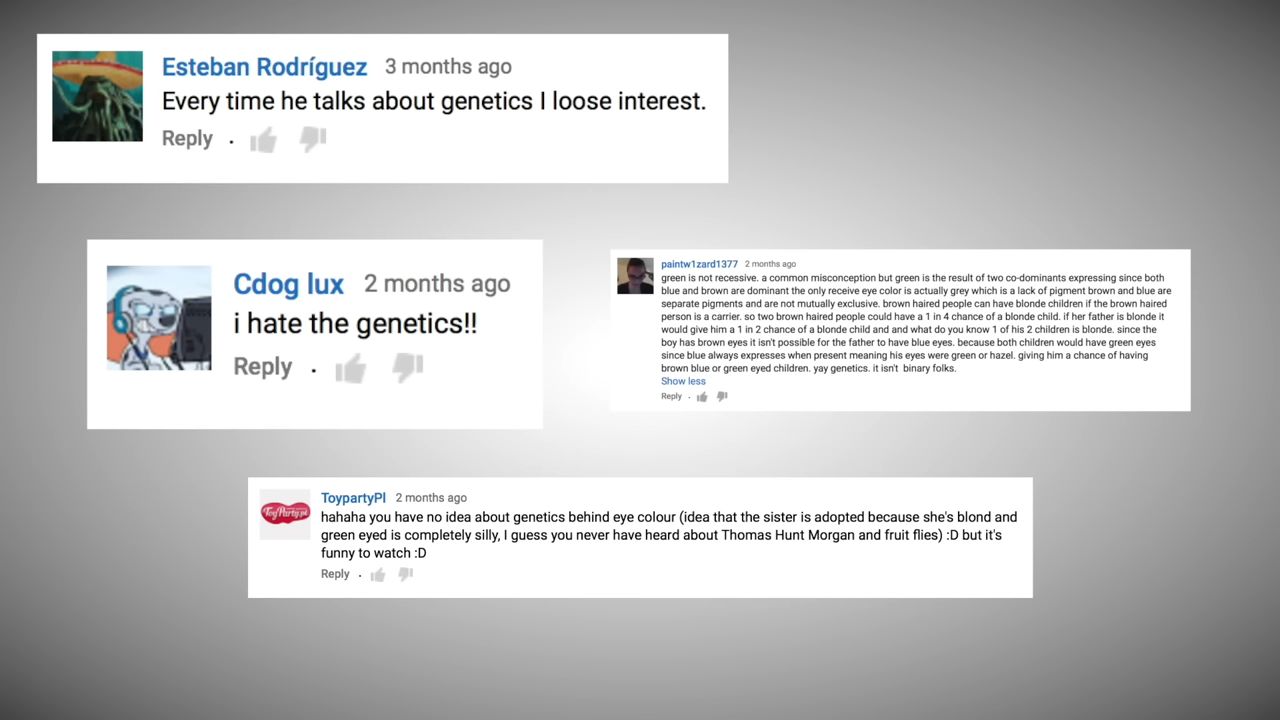 Esteban Rodríguez 3 months ago
Every time he talks about genetics I loose interest.
Reply .
Cdog lux 2 months ago
i hate the genetics!!
Reply .
paintw1zard1377 2 months ago
green is not recessive. a common misconception but green is the result of two co-dominants expressing since both
blue and brown are dominant the only receive eye color is actually grey which is a lack of pigment brown and blue are
separate pigments and are not mutually exclusive. brown haired people can have blonde children if the brown haired
person is a carrier. so two brown haired people could have a 1 in 4 chance of a blonde child. if her father is blonde it
would give him a 1 in 2 chance of a blonde child and and what do you know 1 of his 2 children is blonde. since the
boy has brown eyes it isn't possible for the father to have blue eyes. because both children would have green eyes
since blue always expresses when present meaning his eyes were green or hazel. giving him a chance of having
brown blue or green eyed children. yay genetics. it isn't binary folks.
Show less
Reply .
ToypartyPl 2 months ago
ToyParty.pl
hahaha you have no idea about genetics behind eye colour (idea that the sister is adopted because she's blond and
green eyed is completely silly, I guess you never have heard about Thomas Hunt Morgan and fruit flies) :D but it's
funny to watch :D
Reply .